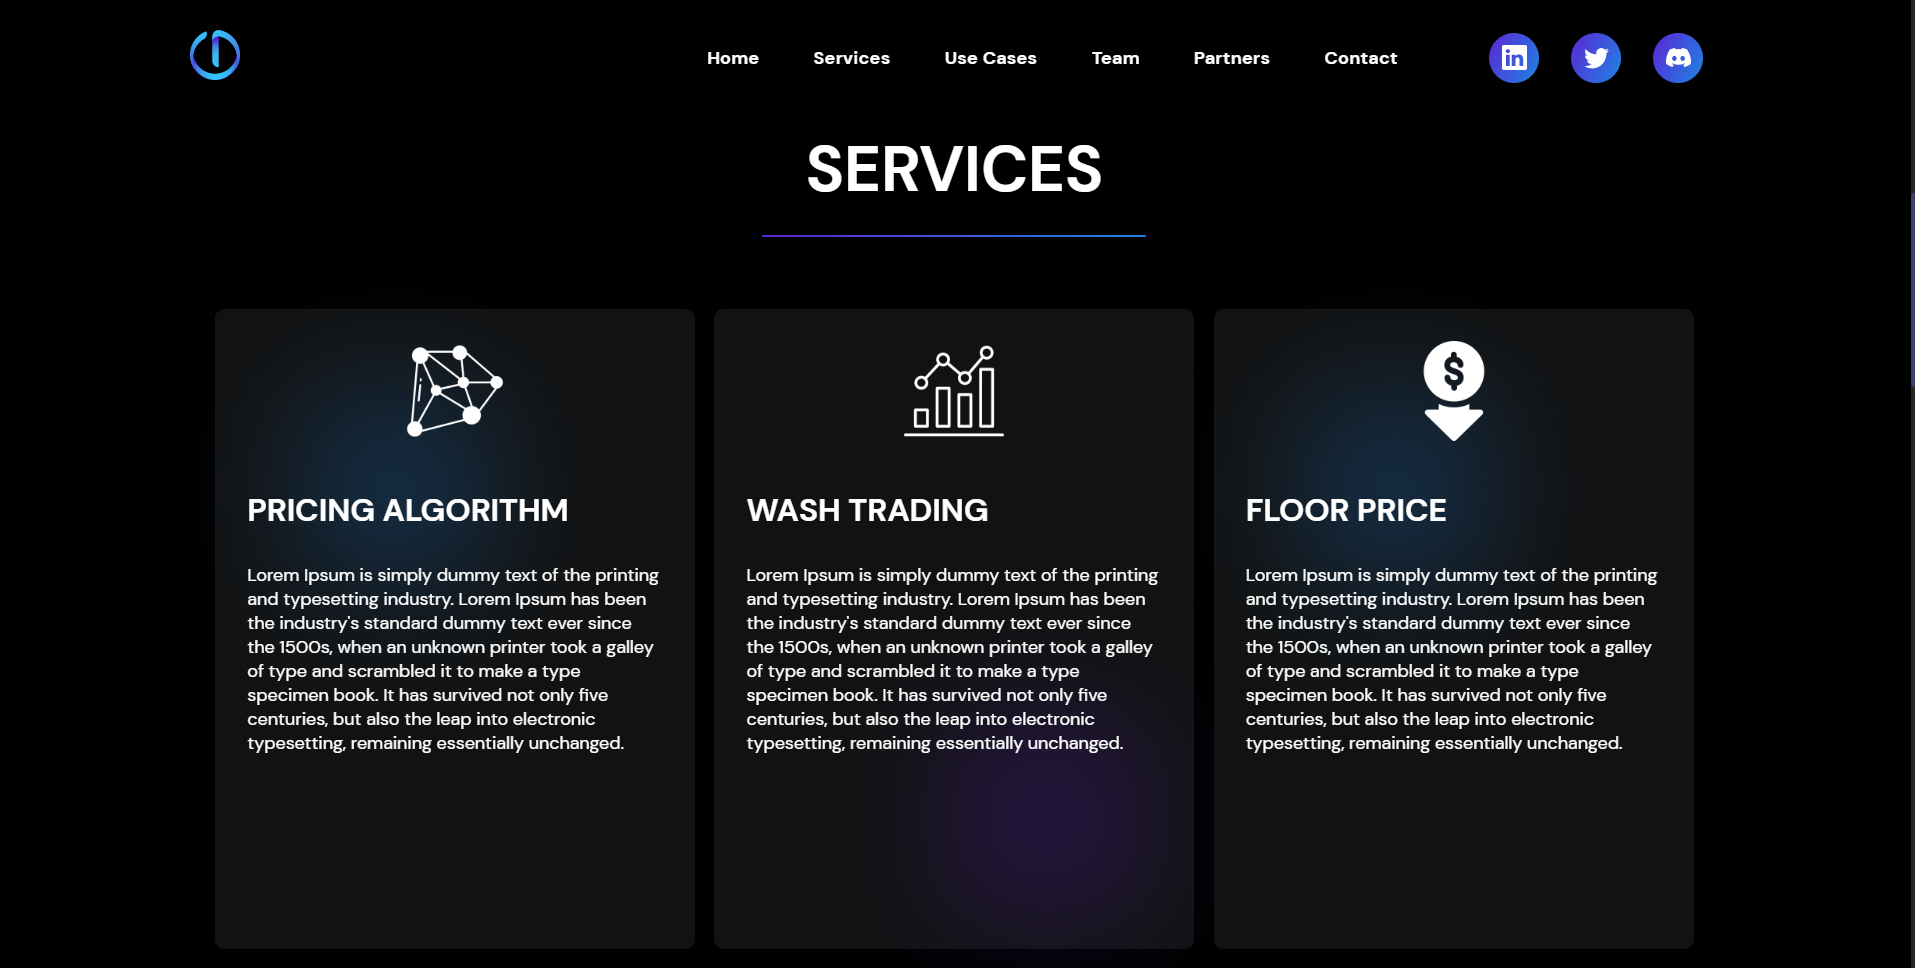 Home Services Use Cases Team Partners Contact
SERVICES
PRICING ALGORITHM
Lorem Ipsum is simply dummy text of the printing
and typesetting industry. Lorem Ipsum has been
the industry's standard dummy text ever since
the 1500s, when an unknown printer took a galley
of type and scrambled it to make a type
specimen book. It has survived not only five
centuries, but also the leap into electronic
typesetting, remaining essentially unchanged.
WASH TRADING
Lorem Ipsum is simply dummy text of the printing
and typesetting industry. Lorem Ipsum has been
the industry's standard dummy text ever since
the 1500s, when an unknown printer took a galley
of type and scrambled it to make a type
specimen book. It has survived not only five
centuries, but also the leap into electronic
typesetting, remaining essentially unchanged.
$
FLOOR PRICE
Lorem Ipsum is simply dummy text of the printing
and typesetting industry. Lorem Ipsum has been
the industry's standard dummy text ever since
the 1500s, when an unknown printer took a galley
of type and scrambled it to make a type
specimen book. It has survived not only five
centuries, but also the leap into electronic
typesetting, remaining essentially unchanged.